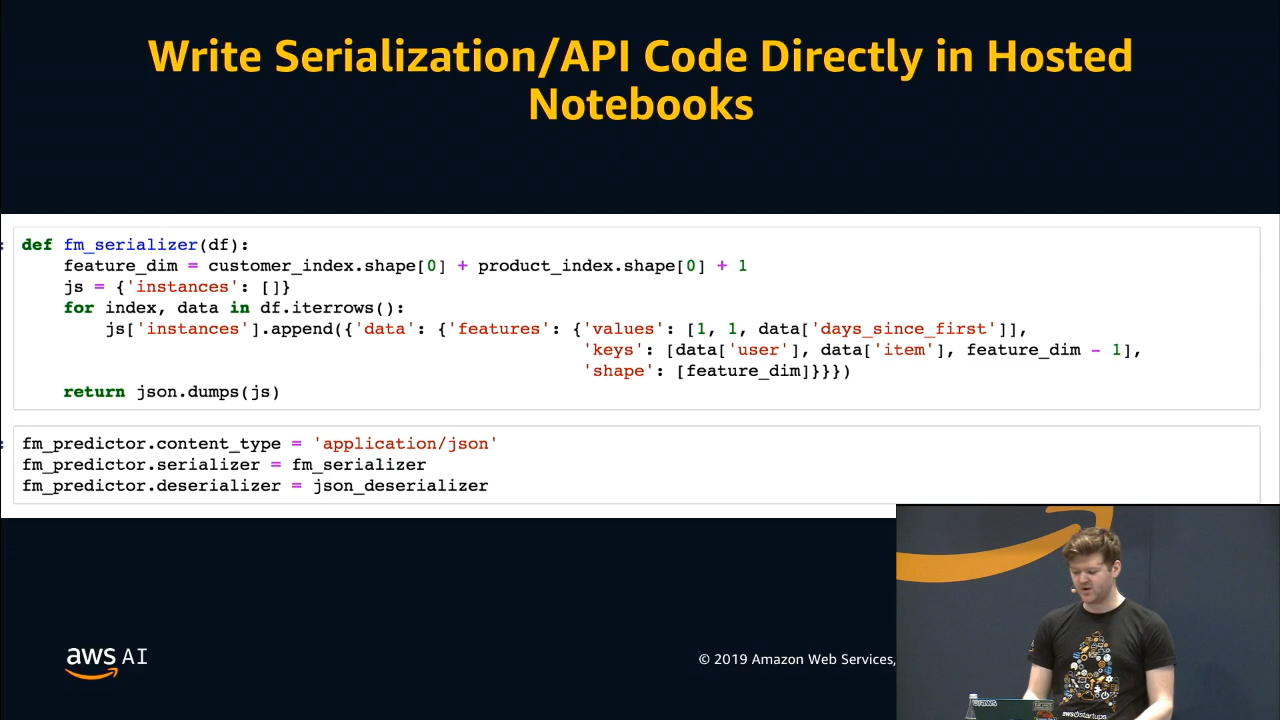 Write Serialization/API Code Directly in Hosted
Notebooks
def fm_serializer(df):
    feature_dim = customer_index.shape[0] + product_index.shape[0] + 1
    js = {'instances': []}
    for index, data in df.iterrows():
        js['instances'].append({'data': {'features': {'values': [1, 1, data['days_since_first']],
                                                      'keys': [data['user'], data['item'], feature_dim - 1],
                                                      'shape': [feature_dim]}}})
    return json.dumps(js)
fm_predictor.content_type = 'application/json'
fm_predictor.serializer = fm_serializer
fm_predictor.deserializer = json_deserializer
aws AI
© 2019 Amazon Web Services,
aws startups
aws